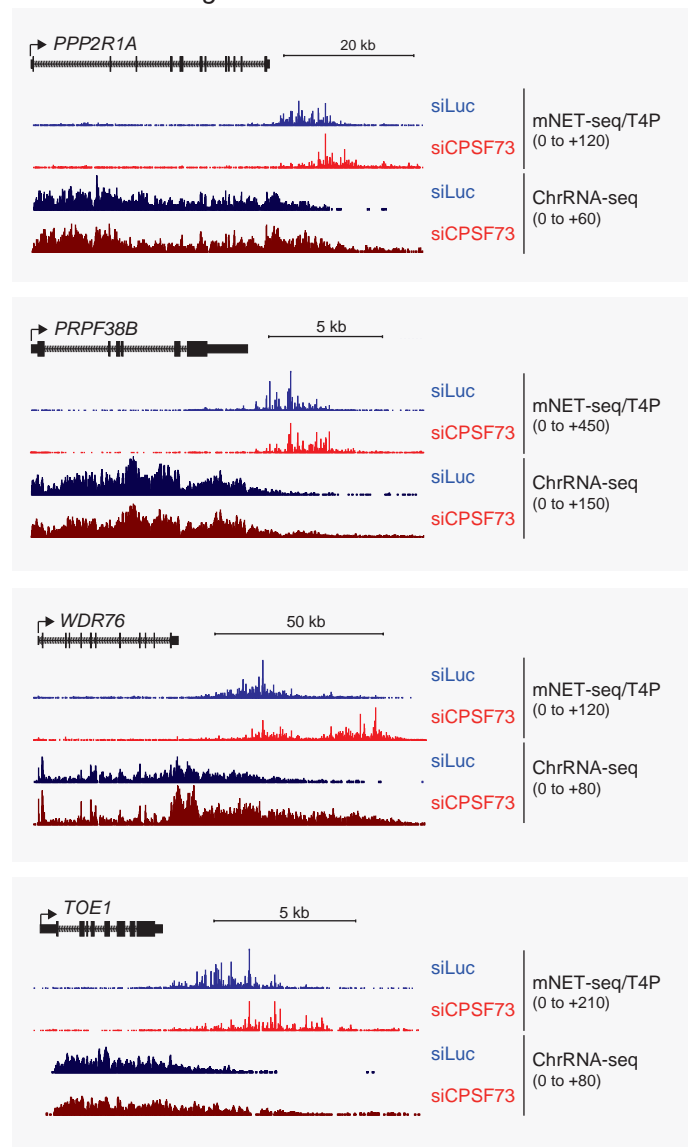 PPP2R1A
20 kb
siLuc
siCPSF73
mNET-seq/T4P
(0 to +120)
siLuc
siCPSF73
ChrRNA-seq
(0 to +60)
PRPF38B
5 kb
siLuc
siCPSF73
mNET-seq/T4P
(0 to +450)
siLuc
siCPSF73
ChrRNA-seq
(0 to +150)
WDR76
50 kb
siLuc
siCPSF73
mNET-seq/T4P
(0 to +120)
siLuc
siCPSF73
ChrRNA-seq
(0 to +80)
TOE1
5 kb
siLuc
siCPSF73
mNET-seq/T4P
(0 to +210)
siLuc
siCPSF73
ChrRNA-seq
(0 to +80)